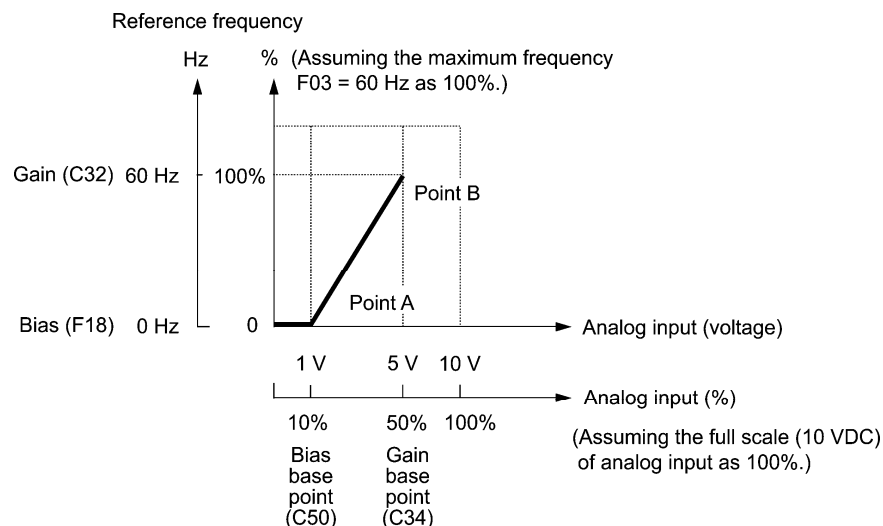 Reference frequency
Hz
% (Assuming the maximum frequency
F03 = 60 Hz as 100%.)
Gain (C32) 60 Hz 100%
Point B
Point A
Bias (F18) 0 Hz 0
Analog input (voltage)
1 V 5 V 10 V
Analog input (%)
10% 50% 100%
(Assuming the full scale (10 VDC)
of analog input as 100%.)
Bias
base
point
(C50)
Gain
base
point
(C34)